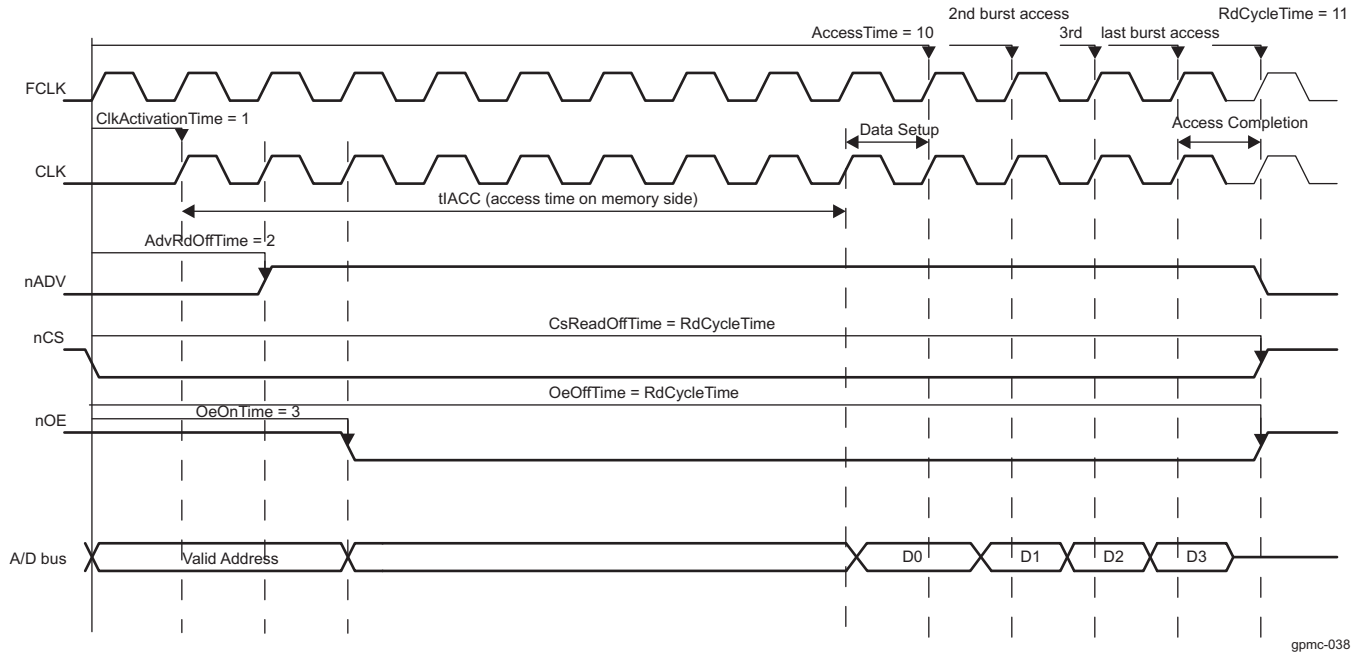 2nd burst access
RdCycleTime = 11
AccessTime = 10
3rd
last burst access
FCLK
ClkActivationTime = 1
Data Setup
Access Completion
CLK
tIACC (access time on memory side)
AdvRdOffTime = 2
nADV
CsReadOffTime = RdCycleTime
nCS
OeOffTime = RdCycleTime
OeOnTime = 3
nOE
A/D bus
Valid Address
D0
D1
D2
D3
gpmc-038